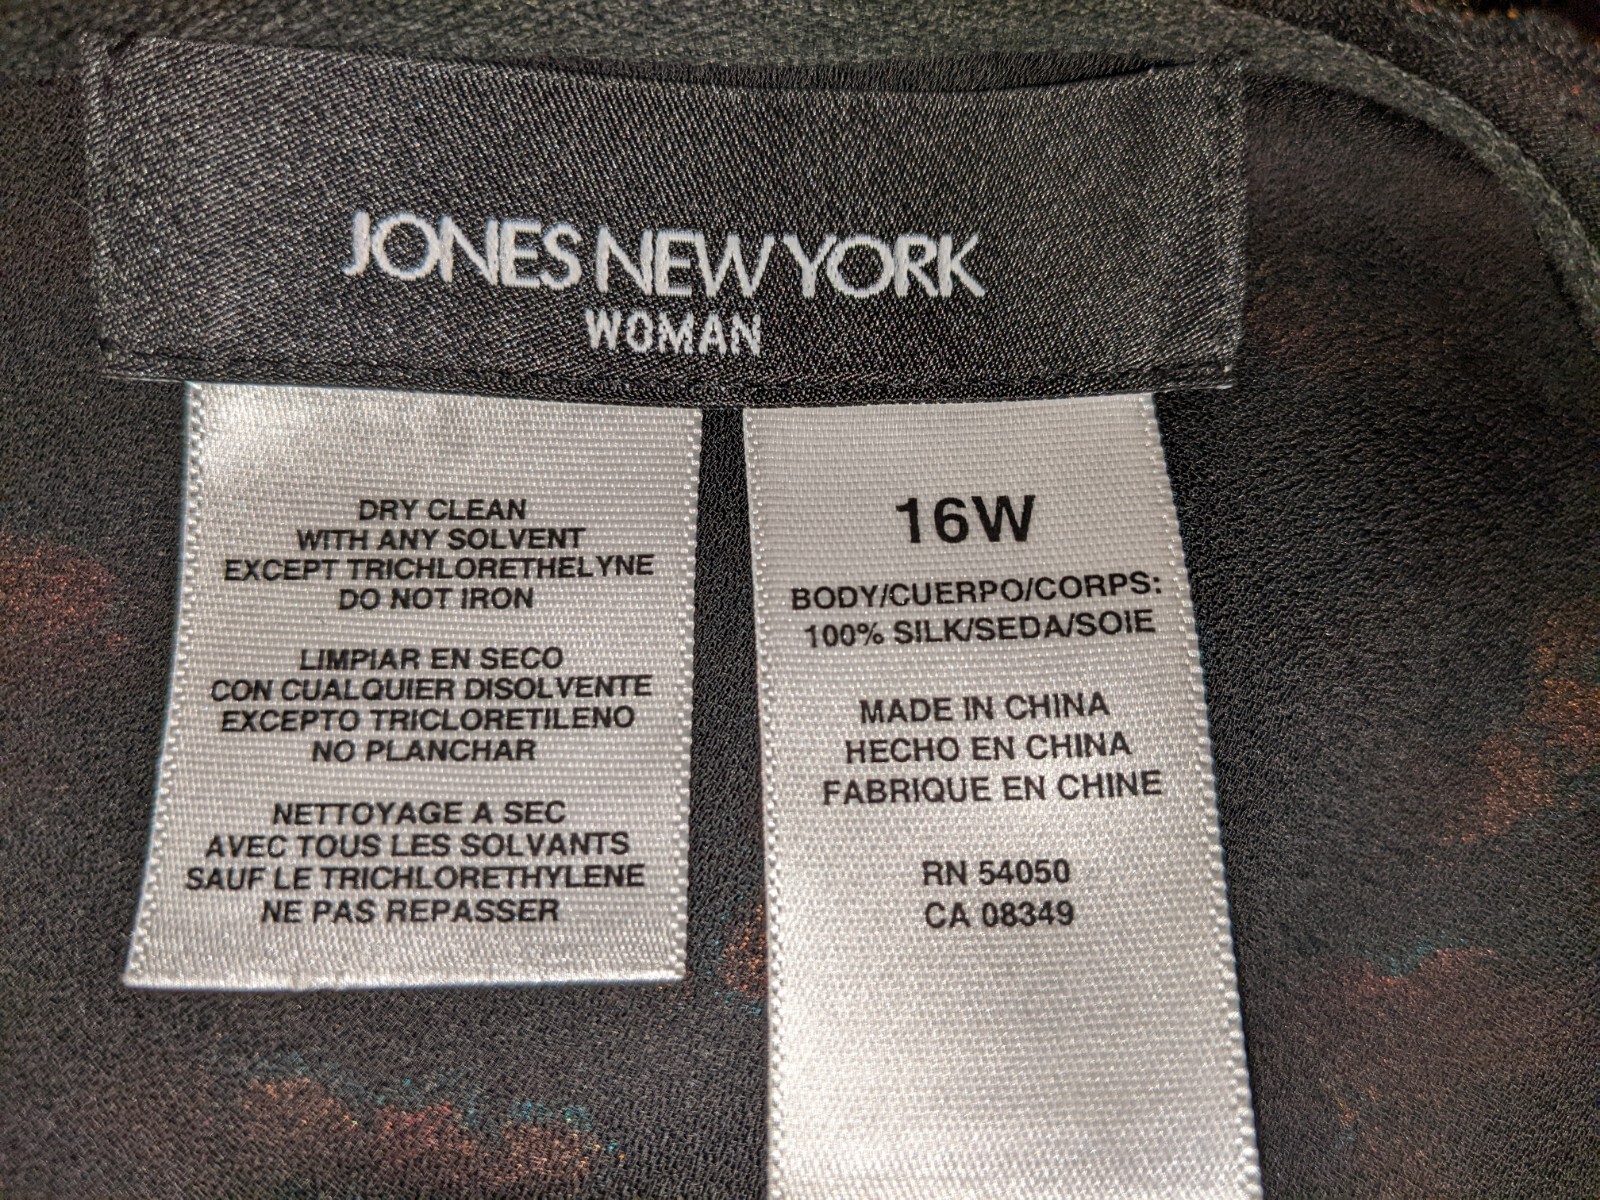 JONES NEW YORK
WOMAN
DRY CLEAN
WITH ANY SOLVENT
EXCEPT TRICHLORETHELYNE
DO NOT IRON
LIMPIAR EN SECO
CON CUALQUIER DISOLVENTE
EXCEPTO TRICLORETILENO
NO PLANCHAR
NETTOYAGE A SEC
AVEC TOUS LES SOLVANTS
SAUF LE TRICHLORETHYLENE
NE PAS REPASSER
16W
BODY/CUERPO/CORPS:
100% SILK/SEDA/SOIE
MADE IN CHINA
HECHO EN CHINA
FABRIQUE EN CHINE
RN 54050
CA 08349